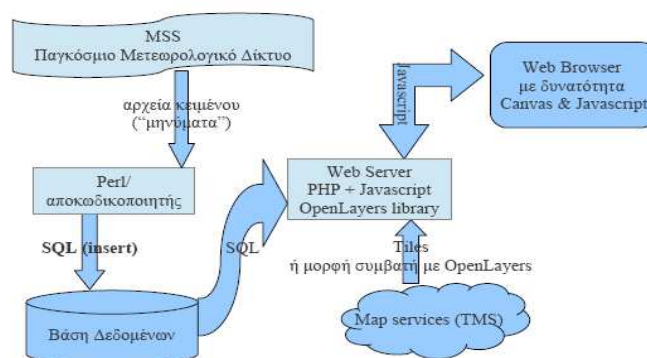 MSS
Παγκόσμιο Μετεωρολογικό Δίκτυο
αρχεία κειμένου
(“μηνύματα”)
Perl/
αποκωδικοποιητής
SQL (insert)
Βάση Δεδομένων
SQL
Javascript
Web Browser
με δυνατότητα
Canvas & Javascript
Web Server
PHP + Javascript
OpenLayers library
Tiles
ή μορφή συμβατή με OpenLayers
Map services (TMS)